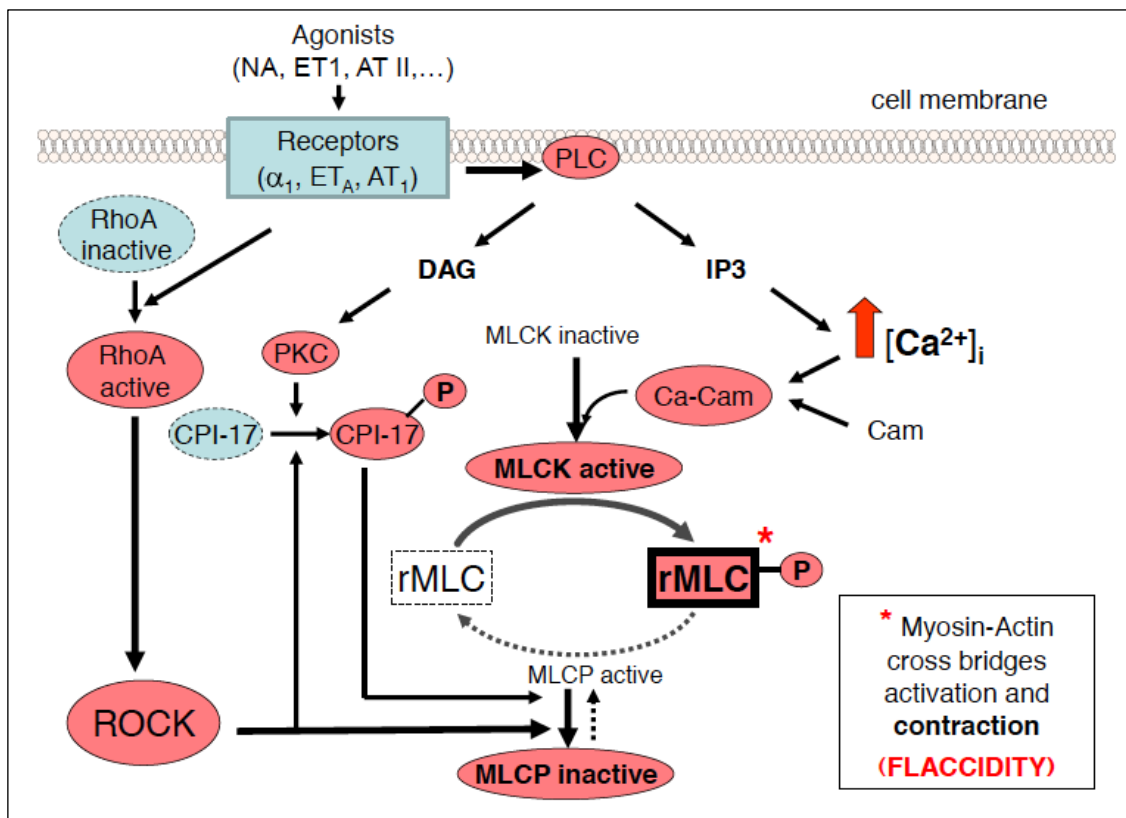 Agonists
(NA, ET1, AT II,...)
cell membrane
Receptors
(α₁, ET_A, AT₁)
PLC
RhoA
inactive
DAG
IP3
MLCK inactive
[Ca²⁺]ᵢ
RhoA
active
PKC
P
Ca-Cam
CPI-17
CPI-17
Cam
MLCK active
*
rMLC
rMLC
P
* Myosin-Actin
cross bridges
activation and
contraction
(FLACCIDITY)
MLCP active
ROCK
MLCP inactive